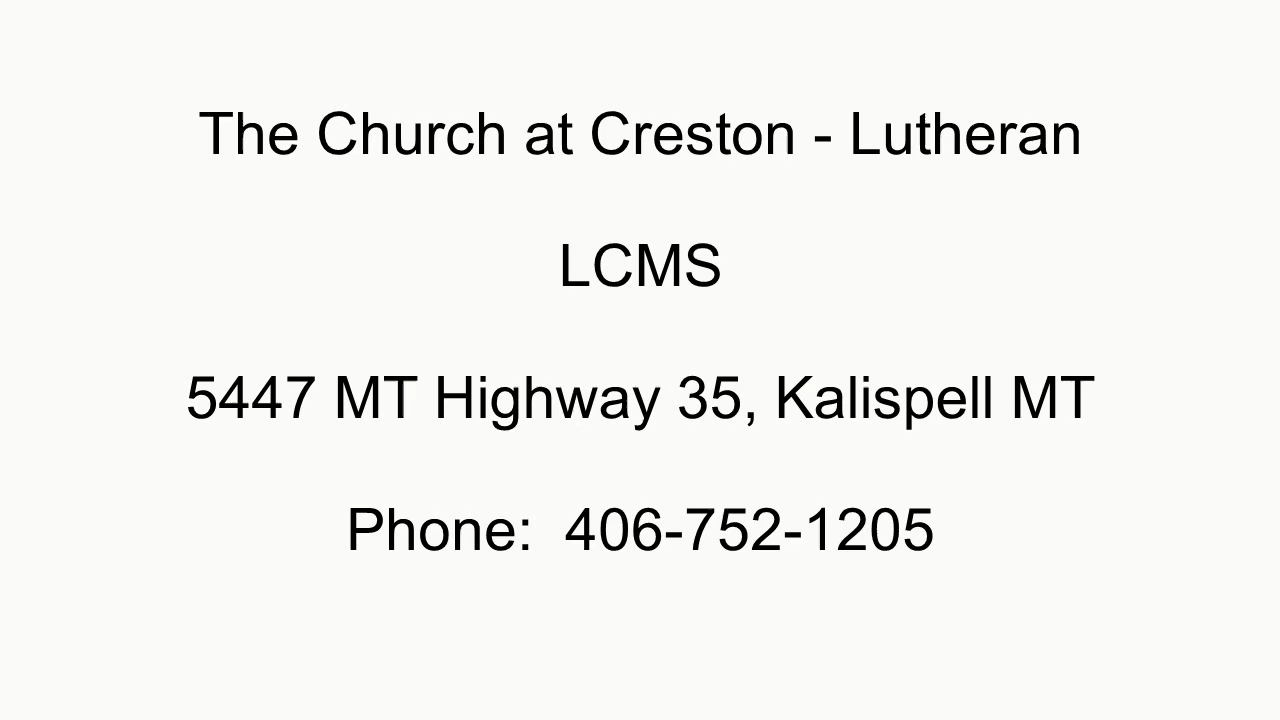 The Church at Creston - Lutheran
LCMS
5447 MT Highway 35, Kalispell MT
Phone:  406-752-1205